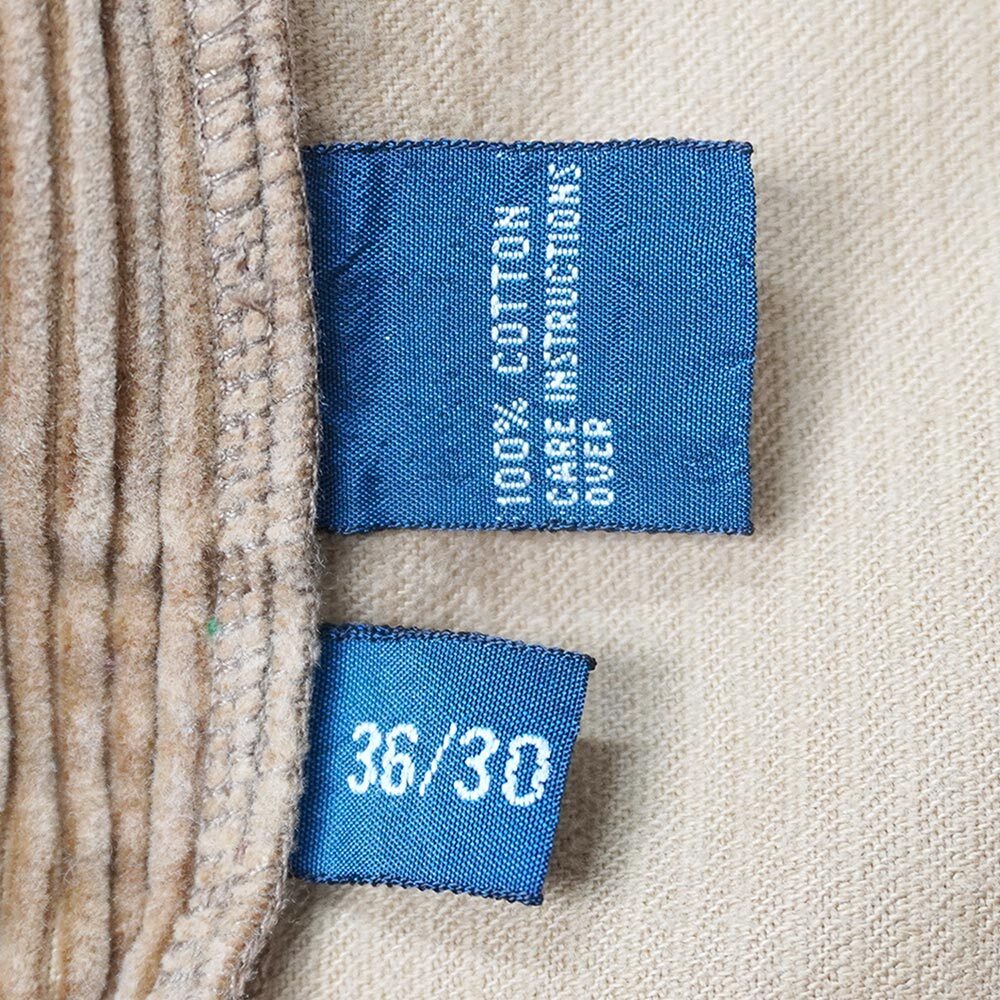 100% COTTON
CARE INSTRUCTIONS
OVER
36/30